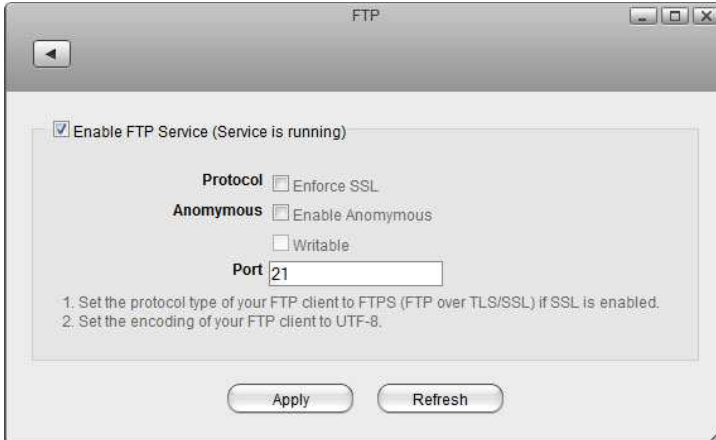 FTP
Enable FTP Service (Service is running)
Protocol Enforce SSL
Anomymous Enable Anomymous
Writable
Port 21
1. Set the protocol type of your FTP client to FTPS (FTP over TLS/SSL) if SSL is enabled.
2. Set the encoding of your FTP client to UTF-8.
Apply Refresh